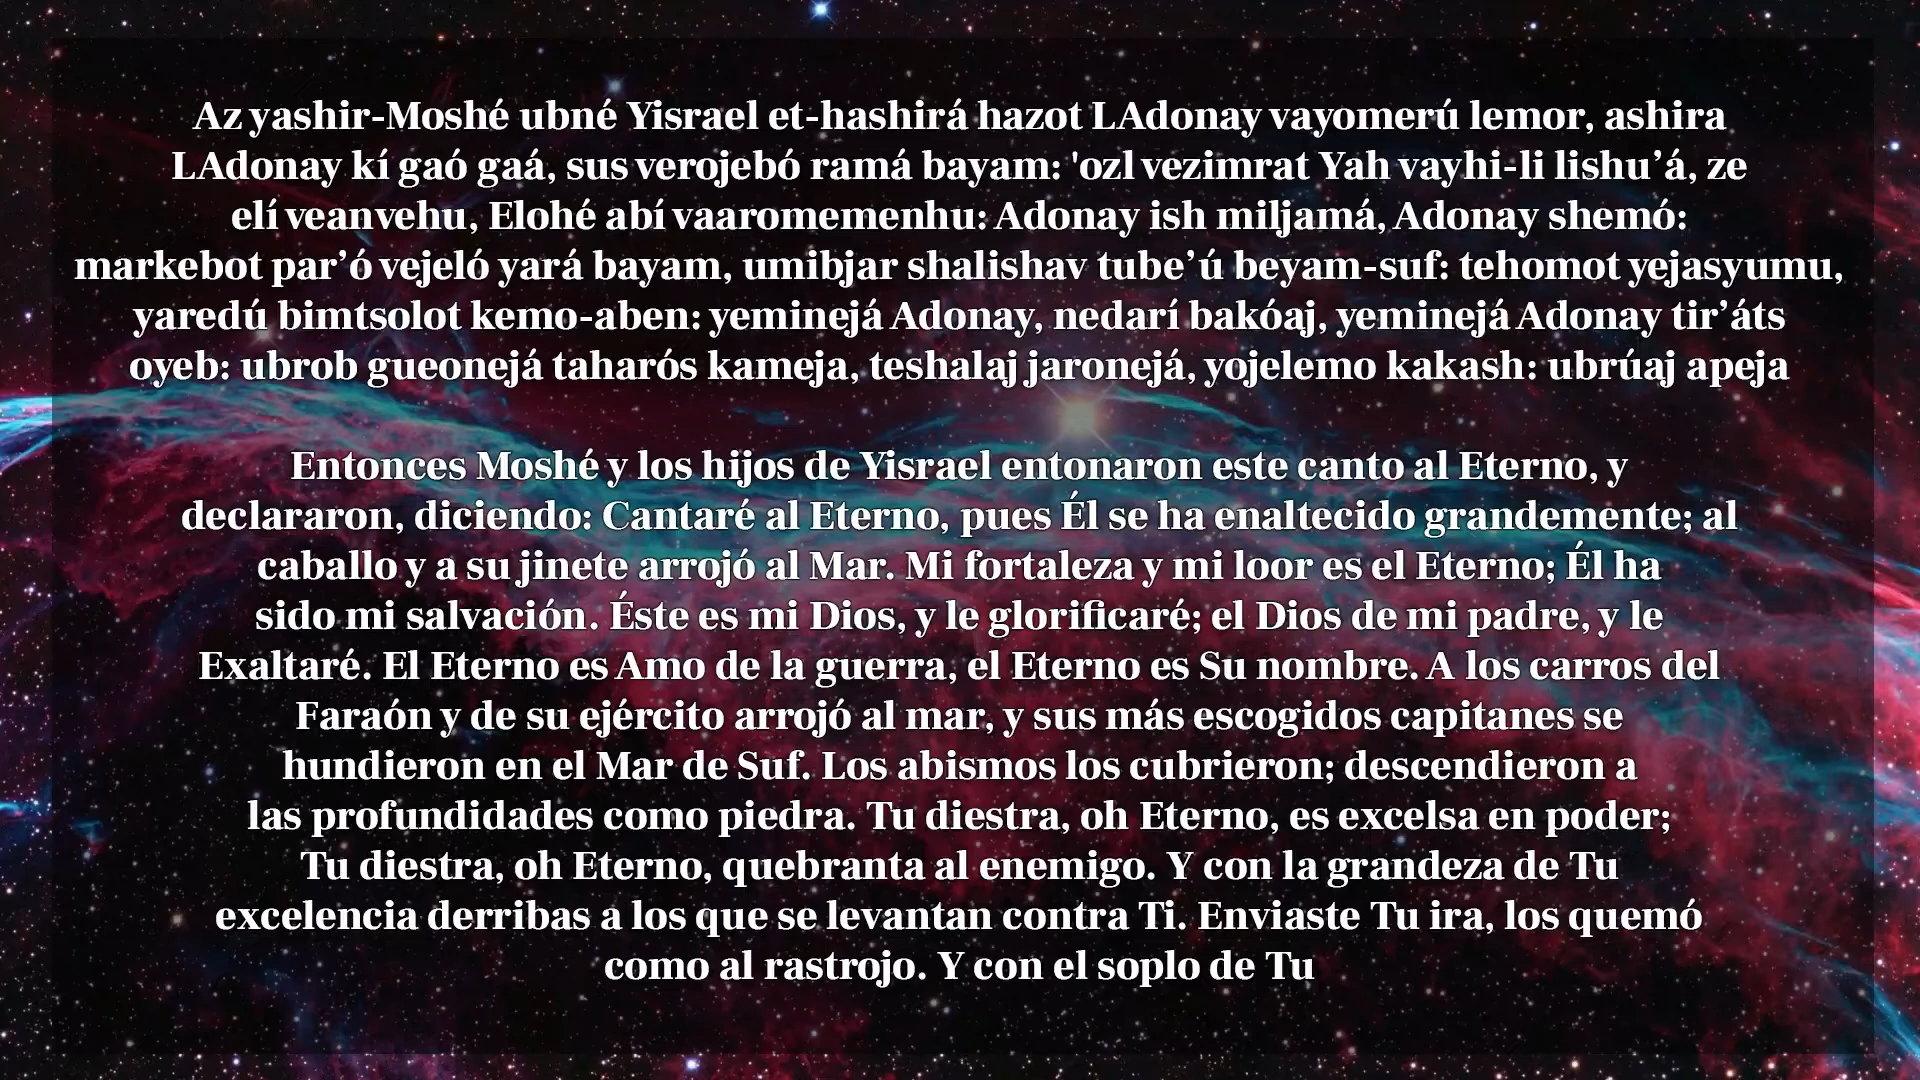 Az yashir-Moshé ubné Yisrael et-hashirá hazot LAdonay vayomerú lemor, ashira
LAdonay kí gaó gaá, sus verojebó ramá bayam: 'ozl vezimrat Yah vayhi-li lishu’á, ze
elí veanvehu, Elohé abí vaaromemenhu: Adonay ish miljamá, Adonay shemó:
markebot par’ó vejeló yará bayam, umibjar shalishav tube’ú beyam-suf: tehomot yejasyumu,
yaredú bimtsolot kemo-aben: yeminejá Adonay, nedarí bakóaj, yeminejá Adonay tir’áts
oyeb: ubrob gueonejá taharós kameja, teshalaj jaronejá, yojelemo kakash: ubrúaj apeja
Entonces Moshé y los hijos de Yisrael entonaron este canto al Eterno, y
declararon, diciendo: Cantaré al Eterno, pues Él se ha enaltecido grandemente; al
caballo y a su jinete arrojó al Mar. Mi fortaleza y mi loor es el Eterno; Él ha
sido mi salvación. Éste es mi Dios, y le glorificaré; el Dios de mi padre, y le
Exaltaré. El Eterno es Amo de la guerra, el Eterno es Su nombre. A los carros del
Faraón y de su ejército arrojó al mar, y sus más escogidos capitanes se
hundieron en el Mar de Suf. Los abismos los cubrieron; descendieron a
las profundidades como piedra. Tu diestra, oh Eterno, es excelsa en poder;
Tu diestra, oh Eterno, quebranta al enemigo. Y con la grandeza de Tu
excelencia derribas a los que se levantan contra Ti. Enviaste Tu ira, los quemó
como al rastrojo. Y con el soplo de Tu